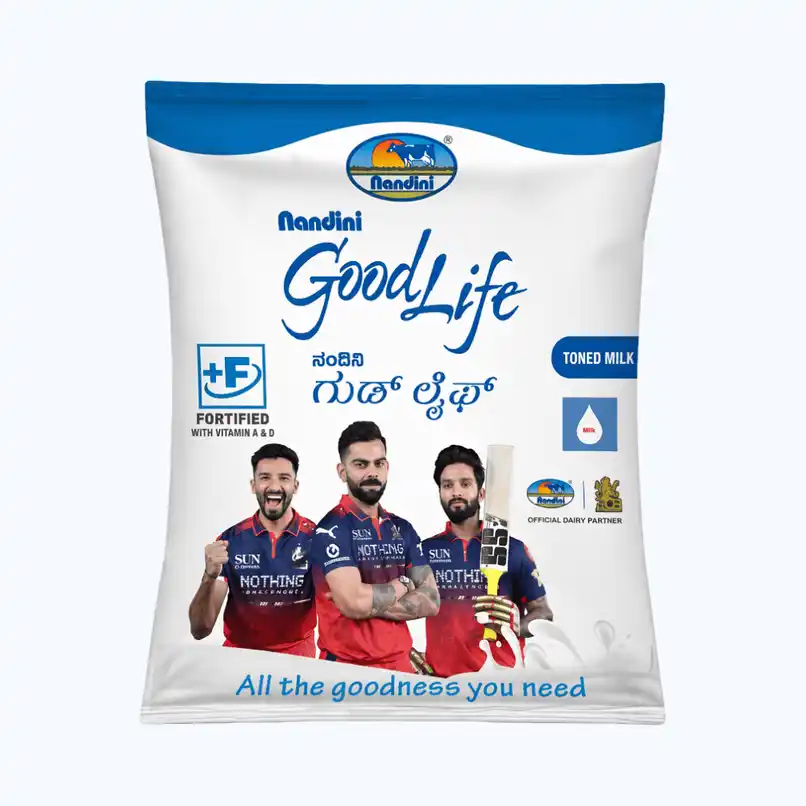 Nandini
®
Nandini
Good Life
ನಂದಿನಿ
ಗುಡ್ ಲೈಫ್
+F
FORTIFIED
WITH VITAMIN A & D
TONED MILK
Milk
Nandini
OFFICIAL DAIRY PARTNER
SUN
NOTHING
SUN
NOTHING
SUN
NOTHI
SS
All the goodness you need